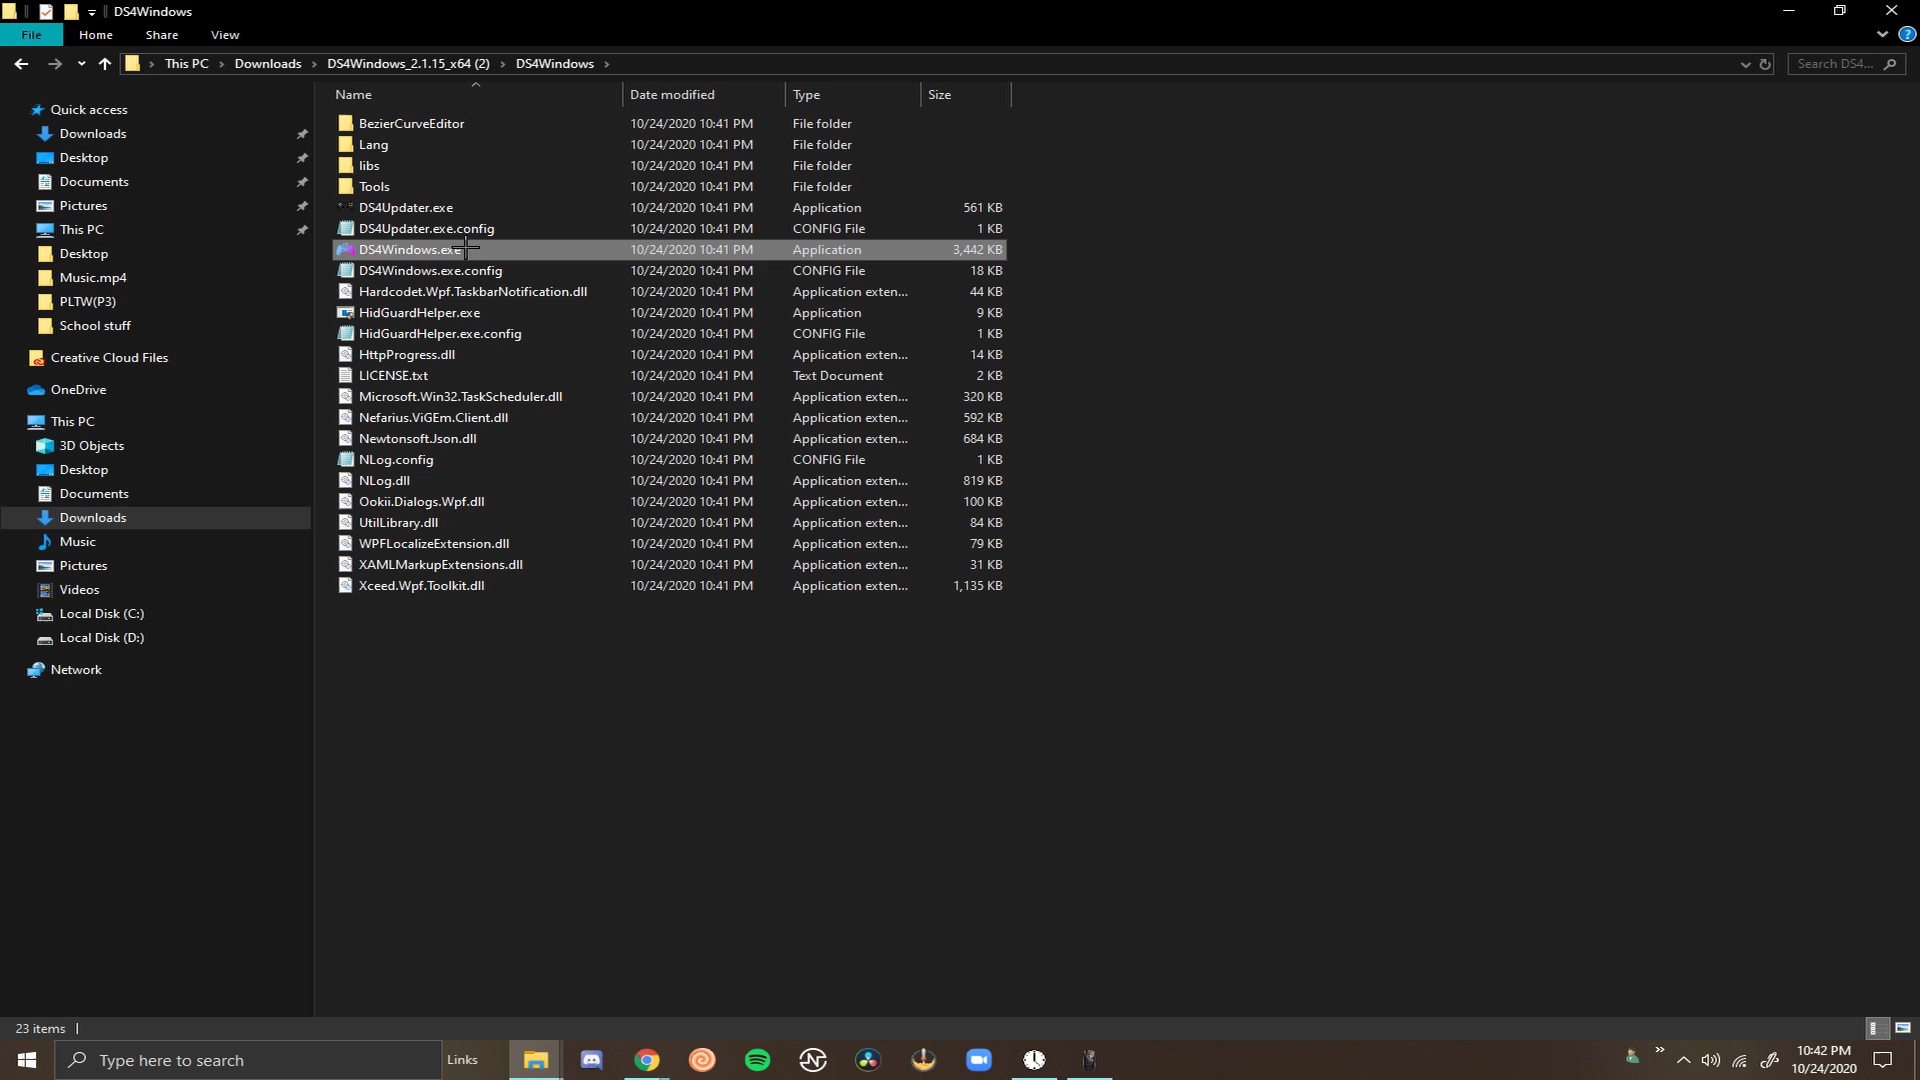 DS4Windows
File Home Share View
This PC Downloads DS4Windows_2.1.15_x64 (2) DS4Windows Search DS4...
Name Date modified Type Size
Quick access
Downloads
Desktop
Documents
Pictures
This PC
Desktop
Music.mp4
PLTW(P3)
School stuff
Creative Cloud Files
OneDrive
This PC
3D Objects
Desktop
Documents
Downloads
Music
Pictures
Videos
Local Disk (C:)
Local Disk (D:)
Network
BezierCurveEditor 10/24/2020 10:41 PM File folder
Lang 10/24/2020 10:41 PM File folder
libs 10/24/2020 10:41 PM File folder
Tools 10/24/2020 10:41 PM File folder
DS4Updater.exe 10/24/2020 10:41 PM Application 561 KB
DS4Updater.exe.config 10/24/2020 10:41 PM CONFIG File 1 KB
DS4Windows.exe 10/24/2020 10:41 PM Application 3,442 KB
DS4Windows.exe.config 10/24/2020 10:41 PM CONFIG File 18 KB
Hardcodet.Wpf.TaskbarNotification.dll 10/24/2020 10:41 PM Application exten... 44 KB
HidGuardHelper.exe 10/24/2020 10:41 PM Application 9 KB
HidGuardHelper.exe.config 10/24/2020 10:41 PM CONFIG File 1 KB
HttpProgress.dll 10/24/2020 10:41 PM Application exten... 14 KB
LICENSE.txt 10/24/2020 10:41 PM Text Document 2 KB
Microsoft.Win32.TaskScheduler.dll 10/24/2020 10:41 PM Application exten... 320 KB
Nefarius.ViGEm.Client.dll 10/24/2020 10:41 PM Application exten... 592 KB
Newtonsoft.Json.dll 10/24/2020 10:41 PM Application exten... 684 KB
NLog.config 10/24/2020 10:41 PM CONFIG File 1 KB
NLog.dll 10/24/2020 10:41 PM Application exten... 819 KB
Ookii.Dialogs.Wpf.dll 10/24/2020 10:41 PM Application exten... 100 KB
UtilLibrary.dll 10/24/2020 10:41 PM Application exten... 84 KB
WPFLocalizeExtension.dll 10/24/2020 10:41 PM Application exten... 79 KB
XAMLMarkupExtensions.dll 10/24/2020 10:41 PM Application exten... 31 KB
Xceed.Wpf.Toolkit.dll 10/24/2020 10:41 PM Application exten... 1,135 KB
23 items
Type here to search Links
10:42 PM
10/24/2020